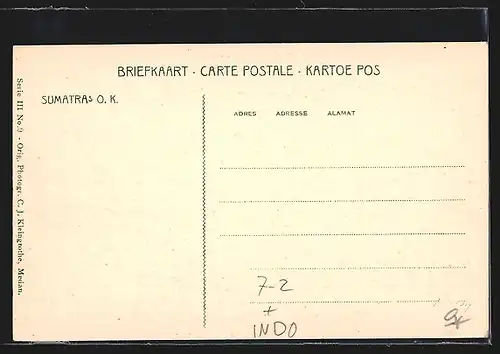 BRIEFKAART - CARTE POSTALE - KARTOE POS
SUMATRAs O. K.
ADRES ADRESSE ALAMAT
Serie III No. 9 - Orig. Photogr. C. J. Kleingrothe, Medan.
7-2
+
INDO